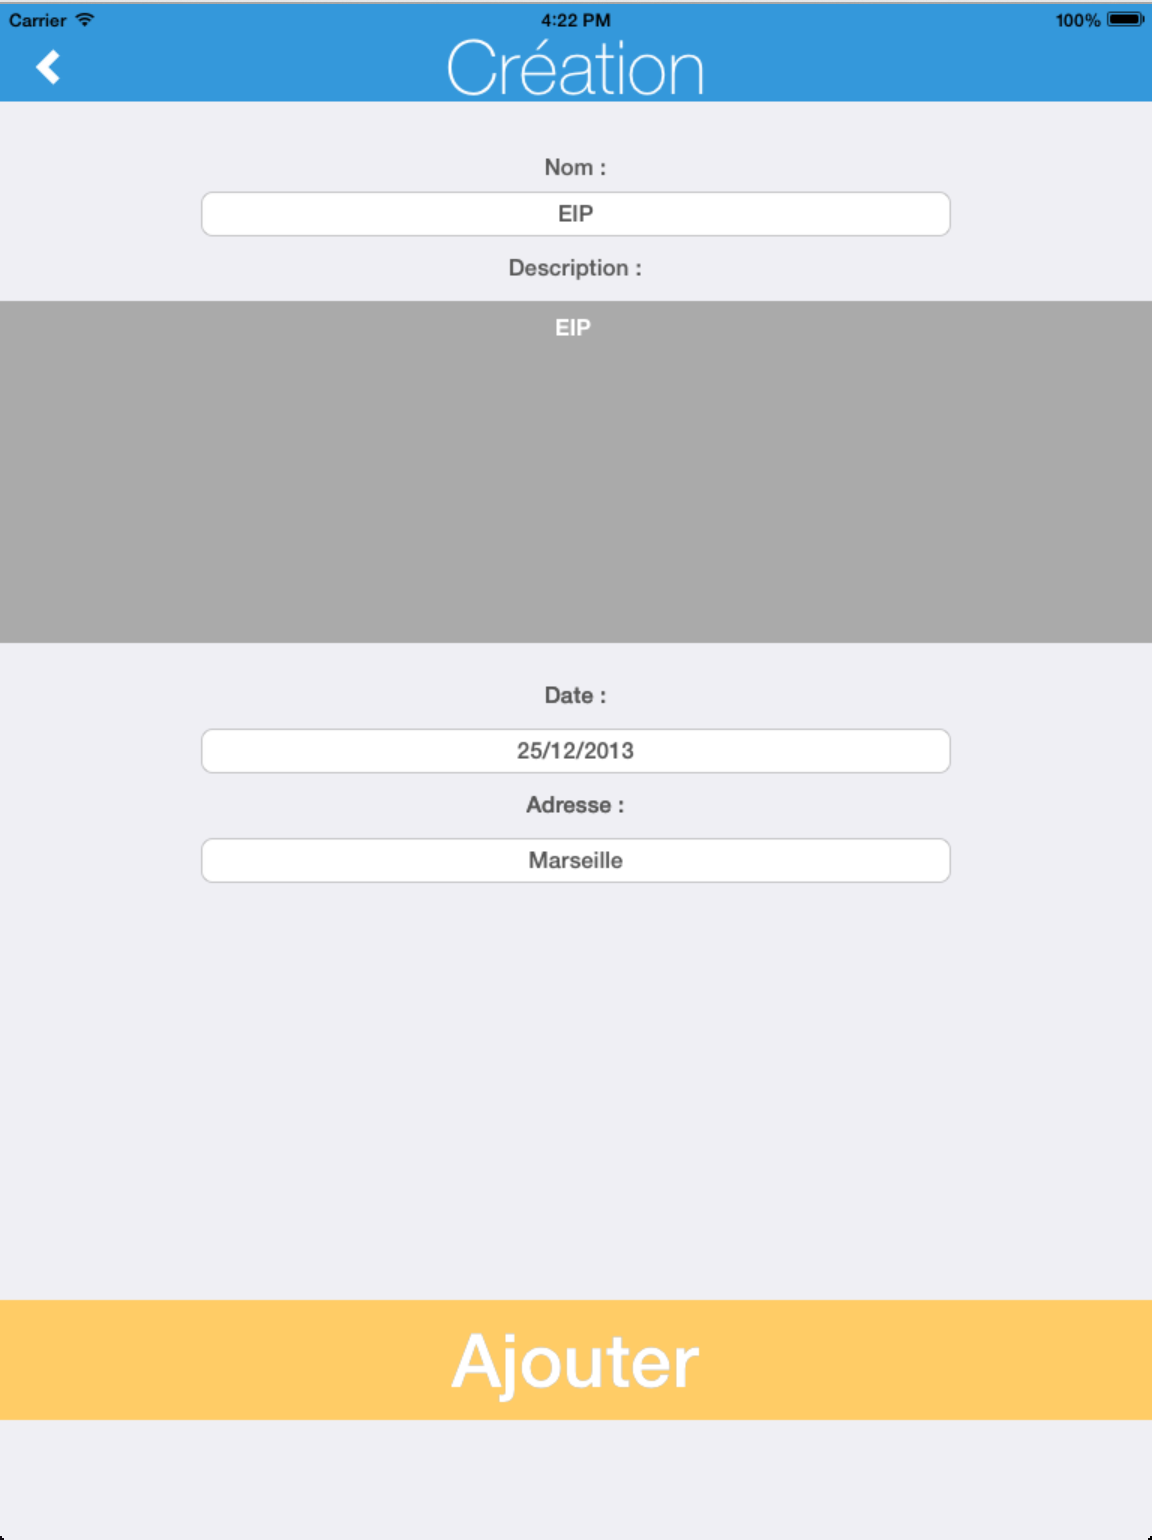 Carrier 4:22 PM 100%
Création
Nom :
EIP
Description :
EIP
Date :
25/12/2013
Adresse :
Marseille
Ajouter